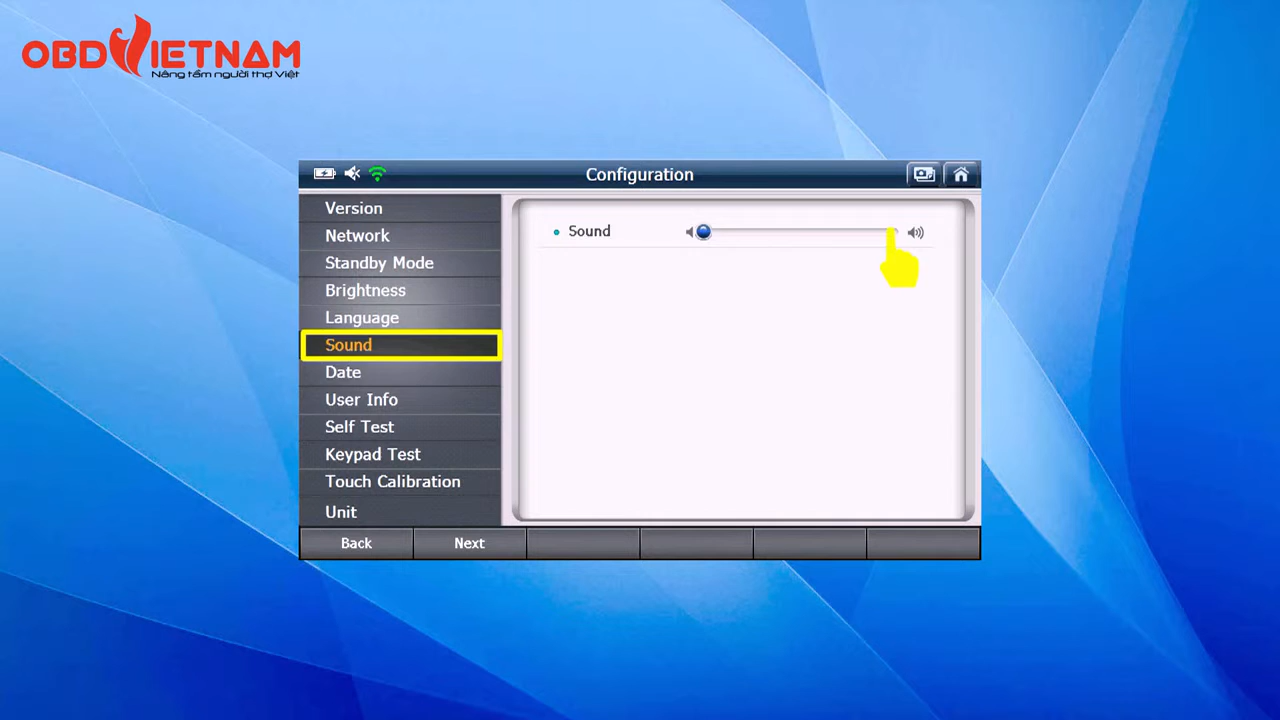 OBDVIETNAM
Nâng tầm người thợ Việt
Configuration
Version
Network
Standby Mode
Brightness
Language
Sound
Date
User Info
Self Test
Keypad Test
Touch Calibration
Unit
Sound
Back
Next